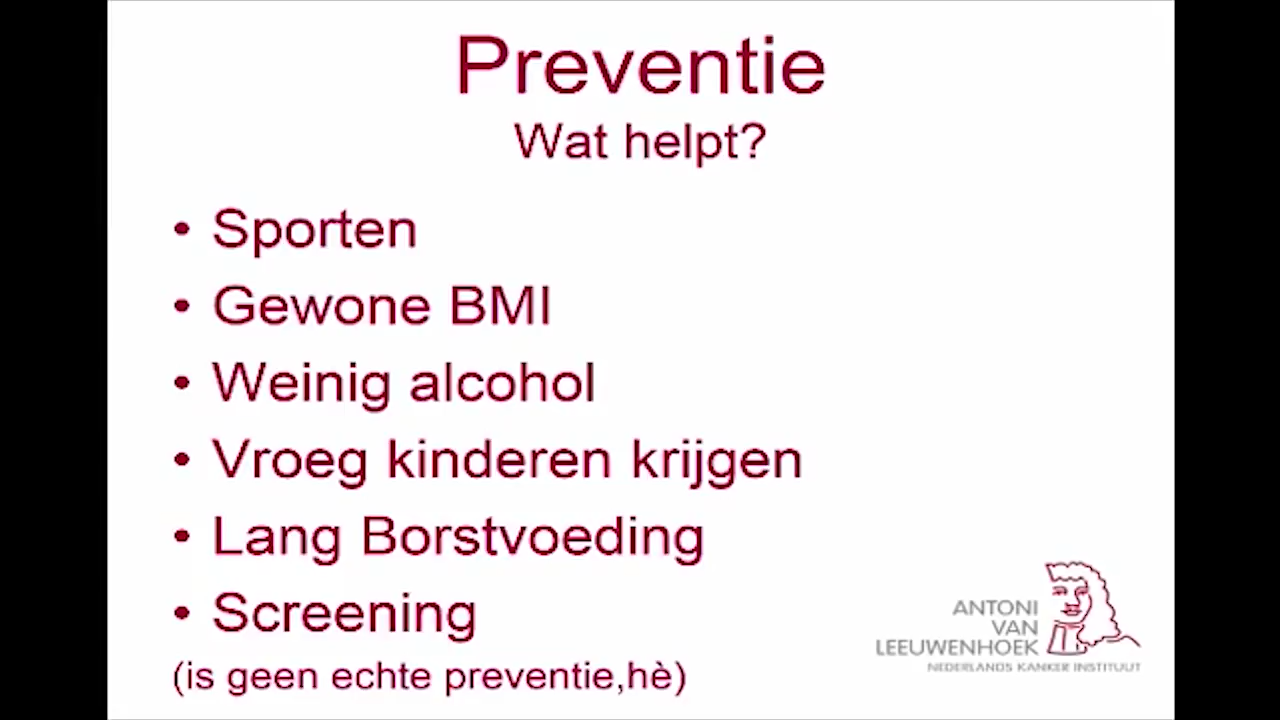 Preventie
Wat helpt?
• Sporten
• Gewone BMI
• Weinig alcohol
• Vroeg kinderen krijgen
• Lang Borstvoeding
• Screening
(is geen echte preventie,hè)
ANTONI
VAN
LEEUWENHOEK
NEDERLANDS KANKER INSTITUUT